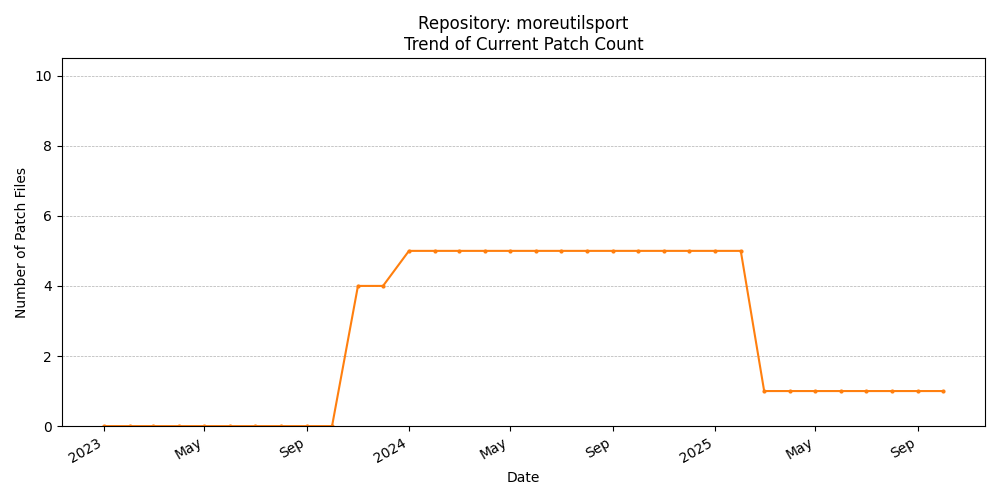 Repository: moreutilsport
Trend of Current Patch Count
10
8
6
4
2
0
Number of Patch Files
2023
May
Sep
2024
May
Sep
2025
May
Sep
Date